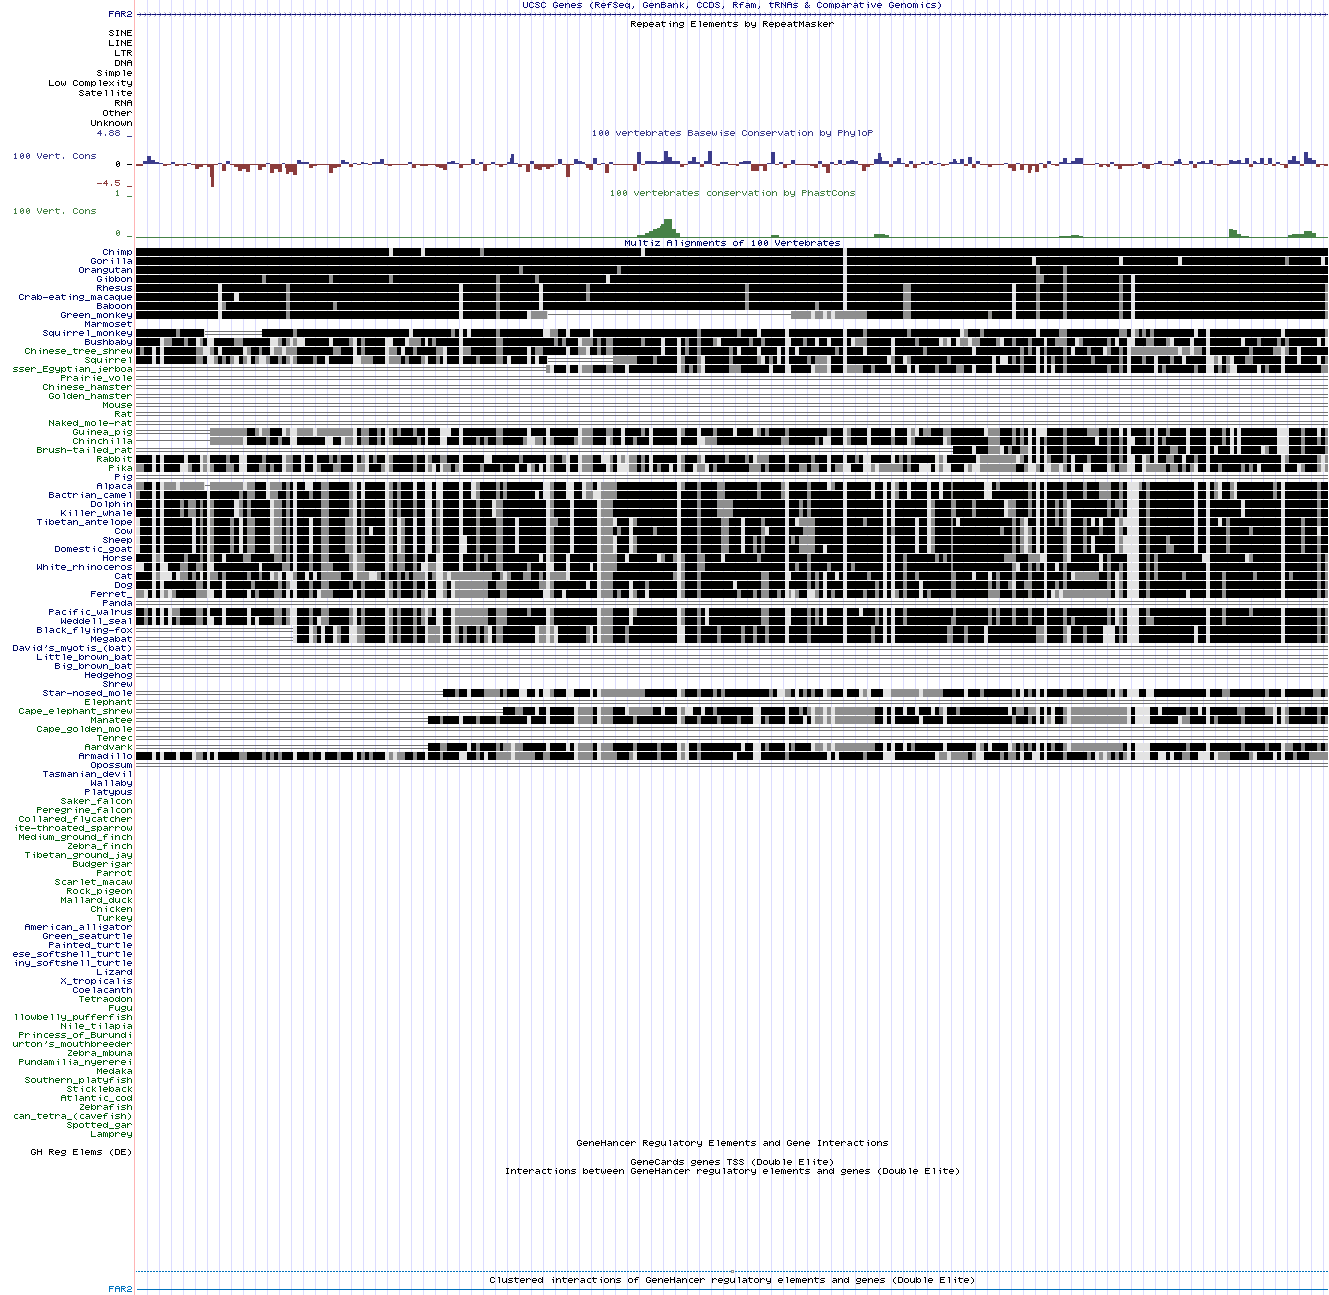 UCSC Genes (RefSeq, GenBank, CCDS, Rfam, tRNAs & Comparative Genomics)
FAR2
Repeating Elements by RepeatMasker
SINE
LINE
LTR
DNA
Simple
Low Complexity
Satellite
RNA
Other
Unknown
4.88 _
100 vertebrates Basewise Conservation by PhyloP
100 Vert. Cons
0 _
-4.5 _
1 _
100 vertebrates conservation by PhastCons
100 Vert. Cons
0 _
Multiz Alignments of 100 Vertebrates
Chimp
Gorilla
Orangutan
Gibbon
Rhesus
Crab-eating_macaque
Baboon
Green_monkey
Marmoset
Squirrel_monkey
Bushbaby
Chinese_tree_shrew
Squirrel
sser_Egyptian_jerboa
Prairie_vole
Chinese_hamster
Golden_hamster
Mouse
Rat
Naked_mole-rat
Guinea_pig
Chinchilla
Brush-tailed_rat
Rabbit
Pika
Pig
Alpaca
Bactrian_camel
Dolphin
Killer_whale
Tibetan_antelope
Cow
Sheep
Domestic_goat
Horse
White_rhinoceros
Cat
Dog
Ferret_
Panda
Pacific_walrus
Weddell_seal
Black_flying-fox
Megabat
David's_myotis_(bat)
Little_brown_bat
Big_brown_bat
Hedgehog
Shrew
Star-nosed_mole
Elephant
Cape_elephant_shrew
Manatee
Cape_golden_mole
Tenrec
Aardvark
Armadillo
Opossum
Tasmanian_devil
Wallaby
Platypus
Saker_falcon
Peregrine_falcon
Collared_flycatcher
ite-throated_sparrow
Medium_ground_finch
Zebra_finch
Tibetan_ground_jay
Budgerigar
Parrot
Scarlet_macaw
Rock_pigeon
Mallard_duck
Chicken
Turkey
American_alligator
Green_seaturtle
Painted_turtle
ese_softshell_turtle
iny_softshell_turtle
Lizard
X_tropicalis
Coelacanth
Tetraodon
Fugu
llowbelly_pufferfish
Nile_tilapia
Princess_of_Burundi
urton's_mouthbreeder
Zebra_mbuna
Pundamilia_nyererei
Medaka
Southern_platyfish
Stickleback
Atlantic_cod
Zebrafish
can_tetra_(cavefish)
Spotted_gar
Lamprey
GeneHancer Regulatory Elements and Gene Interactions
GH Reg Elems (DE)
GeneCards genes TSS (Double Elite)
Interactions between GeneHancer regulatory elements and genes (Double Elite)
Clustered interactions of GeneHancer regulatory elements and genes (Double Elite)
FAR2